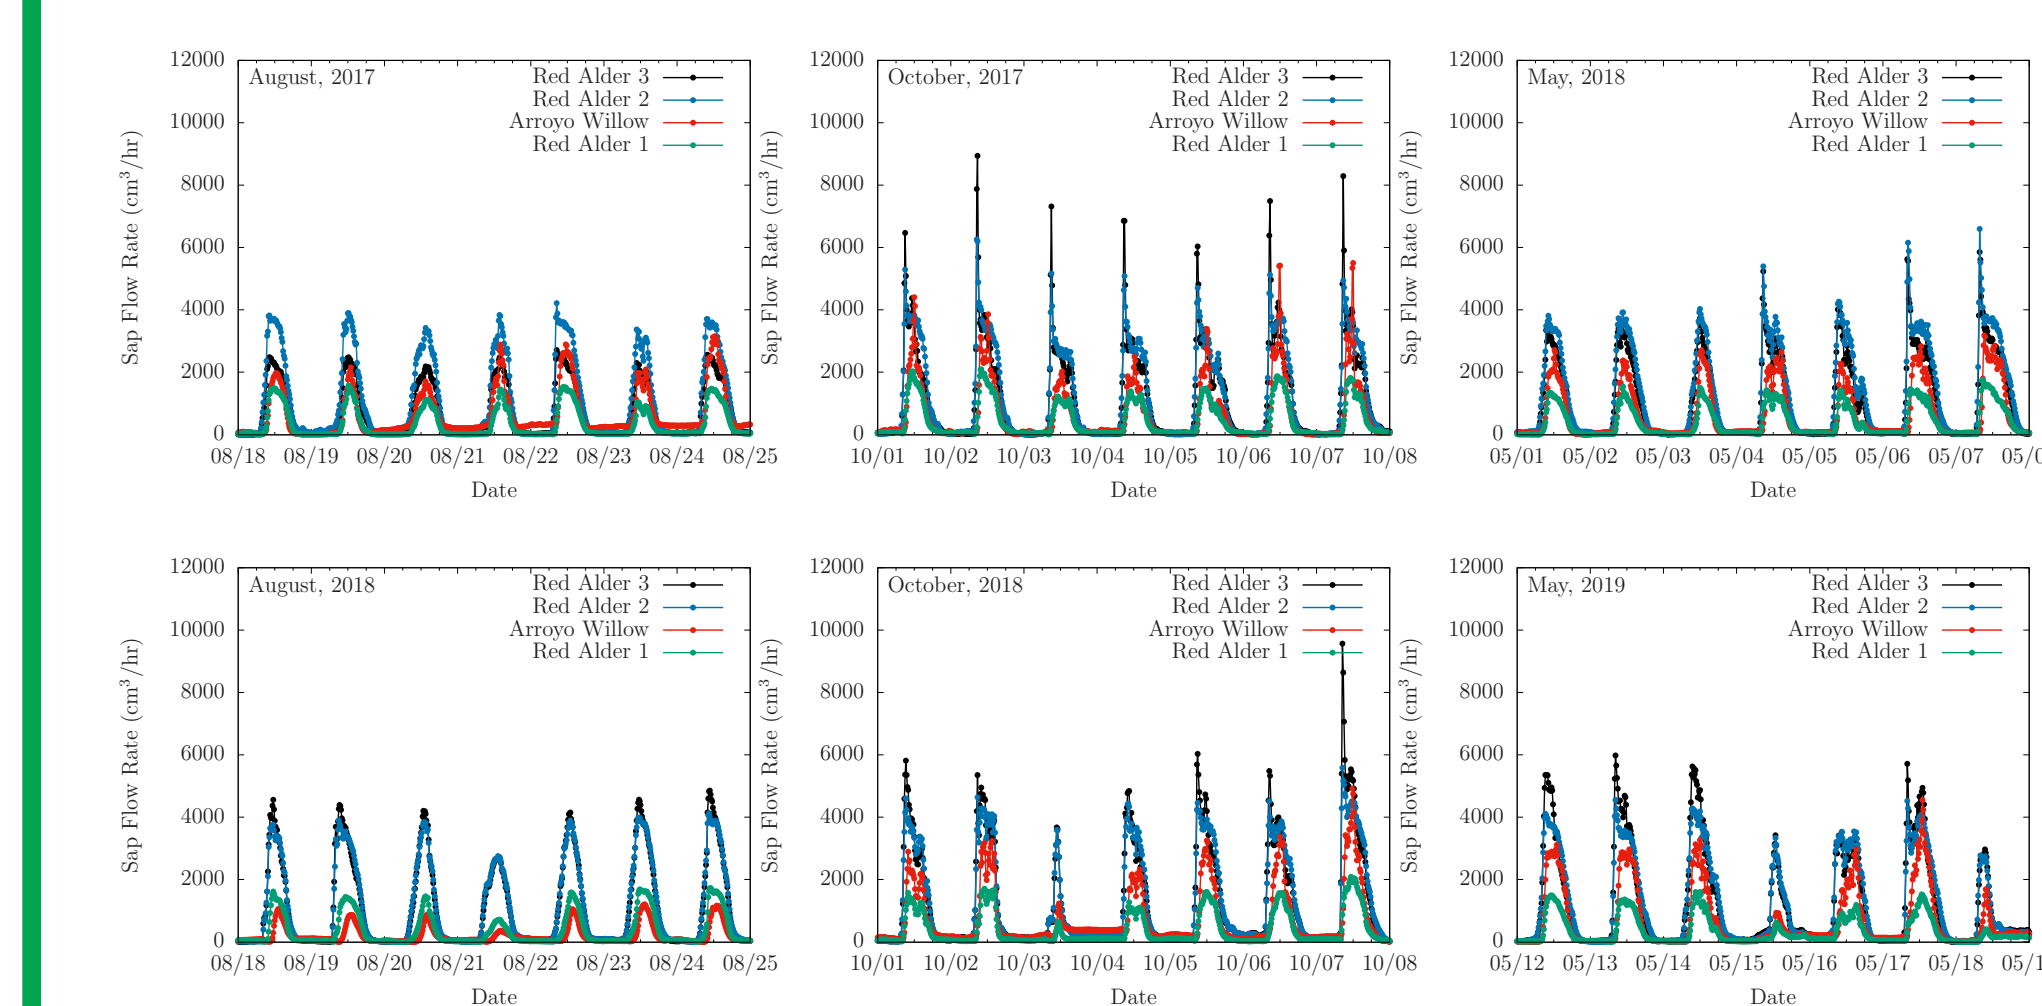 August, 2017
Red Alder 3
Red Alder 2
Arroyo Willow
Red Alder 1
Sap Flow Rate (cm³/hr)
12000
10000
8000
6000
4000
2000
0
08/18 08/19 08/20 08/21 08/22 08/23 08/24 08/25
Date
October, 2017
Red Alder 3
Red Alder 2
Arroyo Willow
Red Alder 1
Sap Flow Rate (cm³/hr)
12000
10000
8000
6000
4000
2000
0
10/01 10/02 10/03 10/04 10/05 10/06 10/07 10/08
Date
May, 2018
Red Alder 3
Red Alder 2
Arroyo Willow
Red Alder 1
Sap Flow Rate (cm³/hr)
12000
10000
8000
6000
4000
2000
0
05/01 05/02 05/03 05/04 05/05 05/06 05/07
Date
August, 2018
Red Alder 3
Red Alder 2
Arroyo Willow
Red Alder 1
Sap Flow Rate (cm³/hr)
12000
10000
8000
6000
4000
2000
0
08/18 08/19 08/20 08/21 08/22 08/23 08/24 08/25
Date
October, 2018
Red Alder 3
Red Alder 2
Arroyo Willow
Red Alder 1
Sap Flow Rate (cm³/hr)
12000
10000
8000
6000
4000
2000
0
10/01 10/02 10/03 10/04 10/05 10/06 10/07 10/08
Date
May, 2019
Red Alder 3
Red Alder 2
Arroyo Willow
Red Alder 1
Sap Flow Rate (cm³/hr)
12000
10000
8000
6000
4000
2000
0
05/12 05/13 05/14 05/15 05/16 05/17 05/18
Date